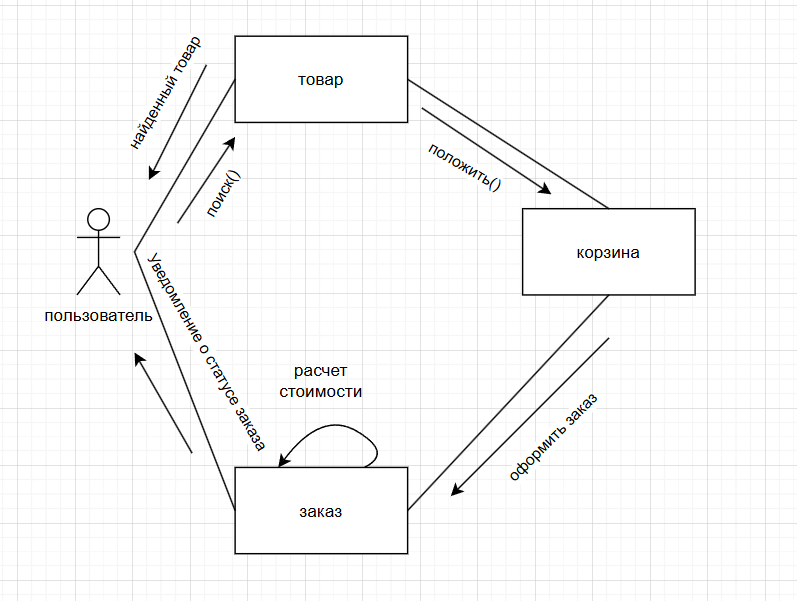 найденный товар
товар
поиск()
положить()
корзина
пользователь
Уведомление о статусе заказа
расчет
стоимости
оформить заказ
заказ